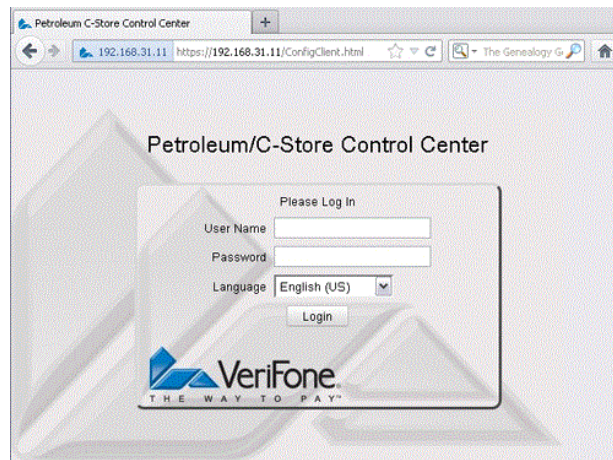 Petroleum C-Store Control Center
192.168.31.11 https://192.168.31.11/ConfigClient.html The Genealogy G
Petroleum/C-Store Control Center
Please Log In
User Name
Password
Language English (US)
Login
VeriFone.
THE WAY TO PAY™